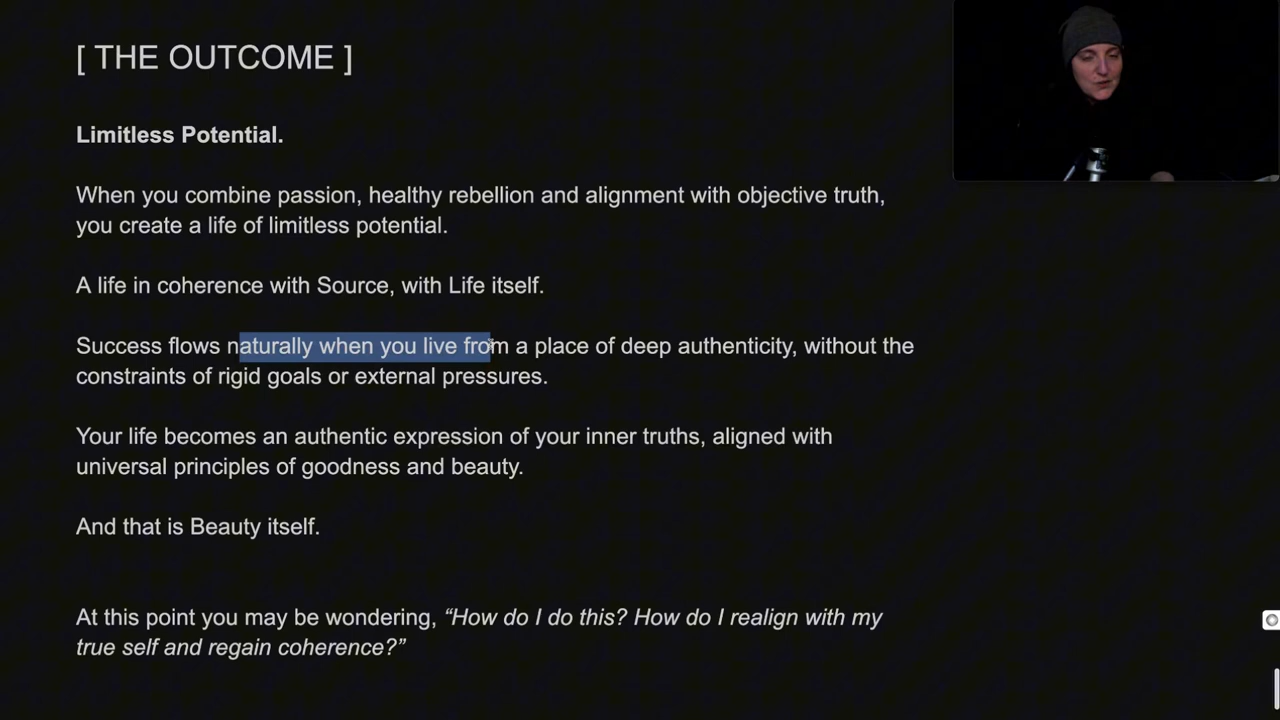 [ THE OUTCOME ]
Limitless Potential.
When you combine passion, healthy rebellion and alignment with objective truth,
you create a life of limitless potential.
A life in coherence with Source, with Life itself.
Success flows naturally when you live from a place of deep authenticity, without the
constraints of rigid goals or external pressures.
Your life becomes an authentic expression of your inner truths, aligned with
universal principles of goodness and beauty.
And that is Beauty itself.
At this point you may be wondering, “How do I do this? How do I realign with my
true self and regain coherence?”